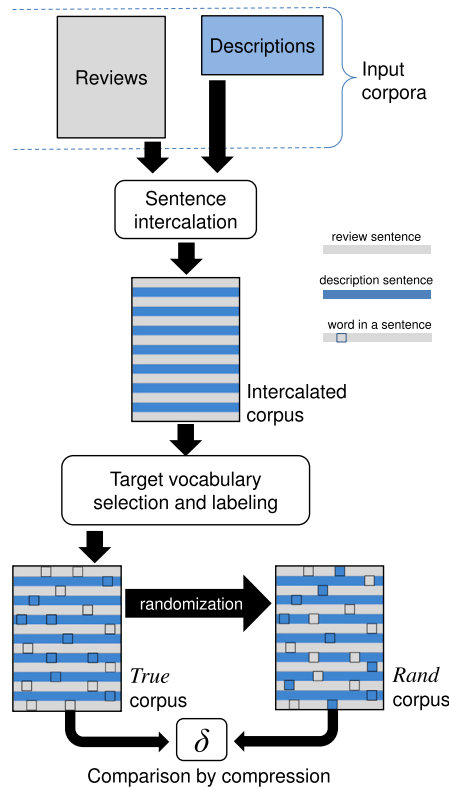 Reviews
Descriptions
Input
corpora
Sentence
intercalation
review sentence
description sentence
word in a sentence
Intercalated
corpus
Target vocabulary
selection and labeling
randomization
True
corpus
Rand
corpus
δ
Comparison by compression